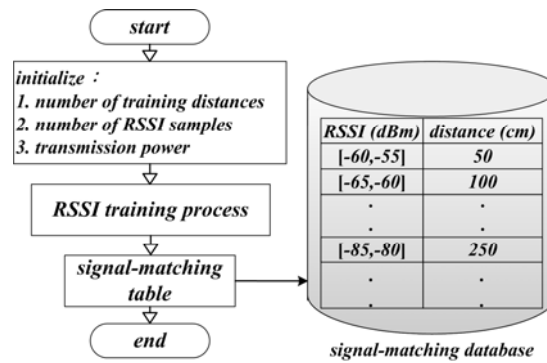 start
initialize :
1. number of training distances
2. number of RSSI samples
3. transmission power
RSSI training process
signal-matching
table
end
RSSI (dBm) distance (cm)
[-60,-55] 50
[-65,-60] 100
. .
. .
[-85,-80] 250
. .
. .
signal-matching database